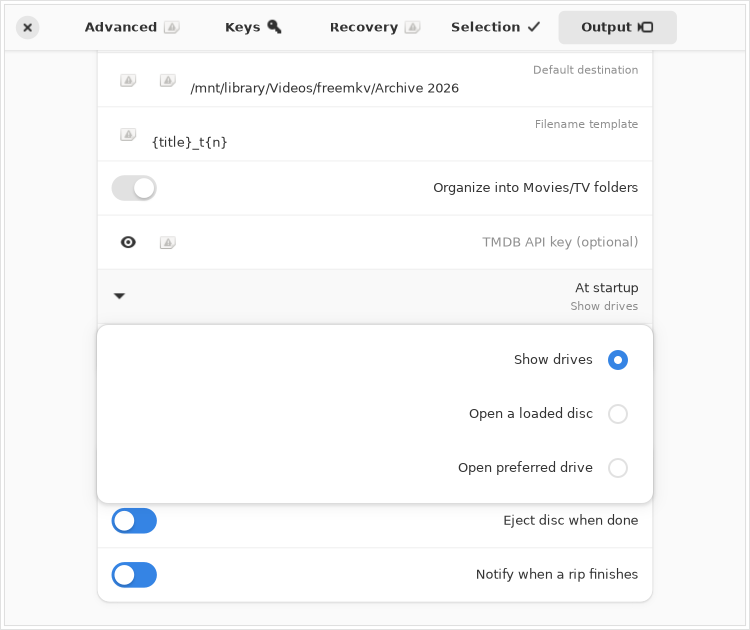 Advanced
Keys
Recovery
Selection
Output
Default destination
/mnt/library/Videos/freemkv/Archive 2026
Filename template
{title}_t{n}
Organize into Movies/TV folders
TMDB API key (optional)
At startup
Show drives
Show drives
Open a loaded disc
Open preferred drive
Eject disc when done
Notify when a rip finishes